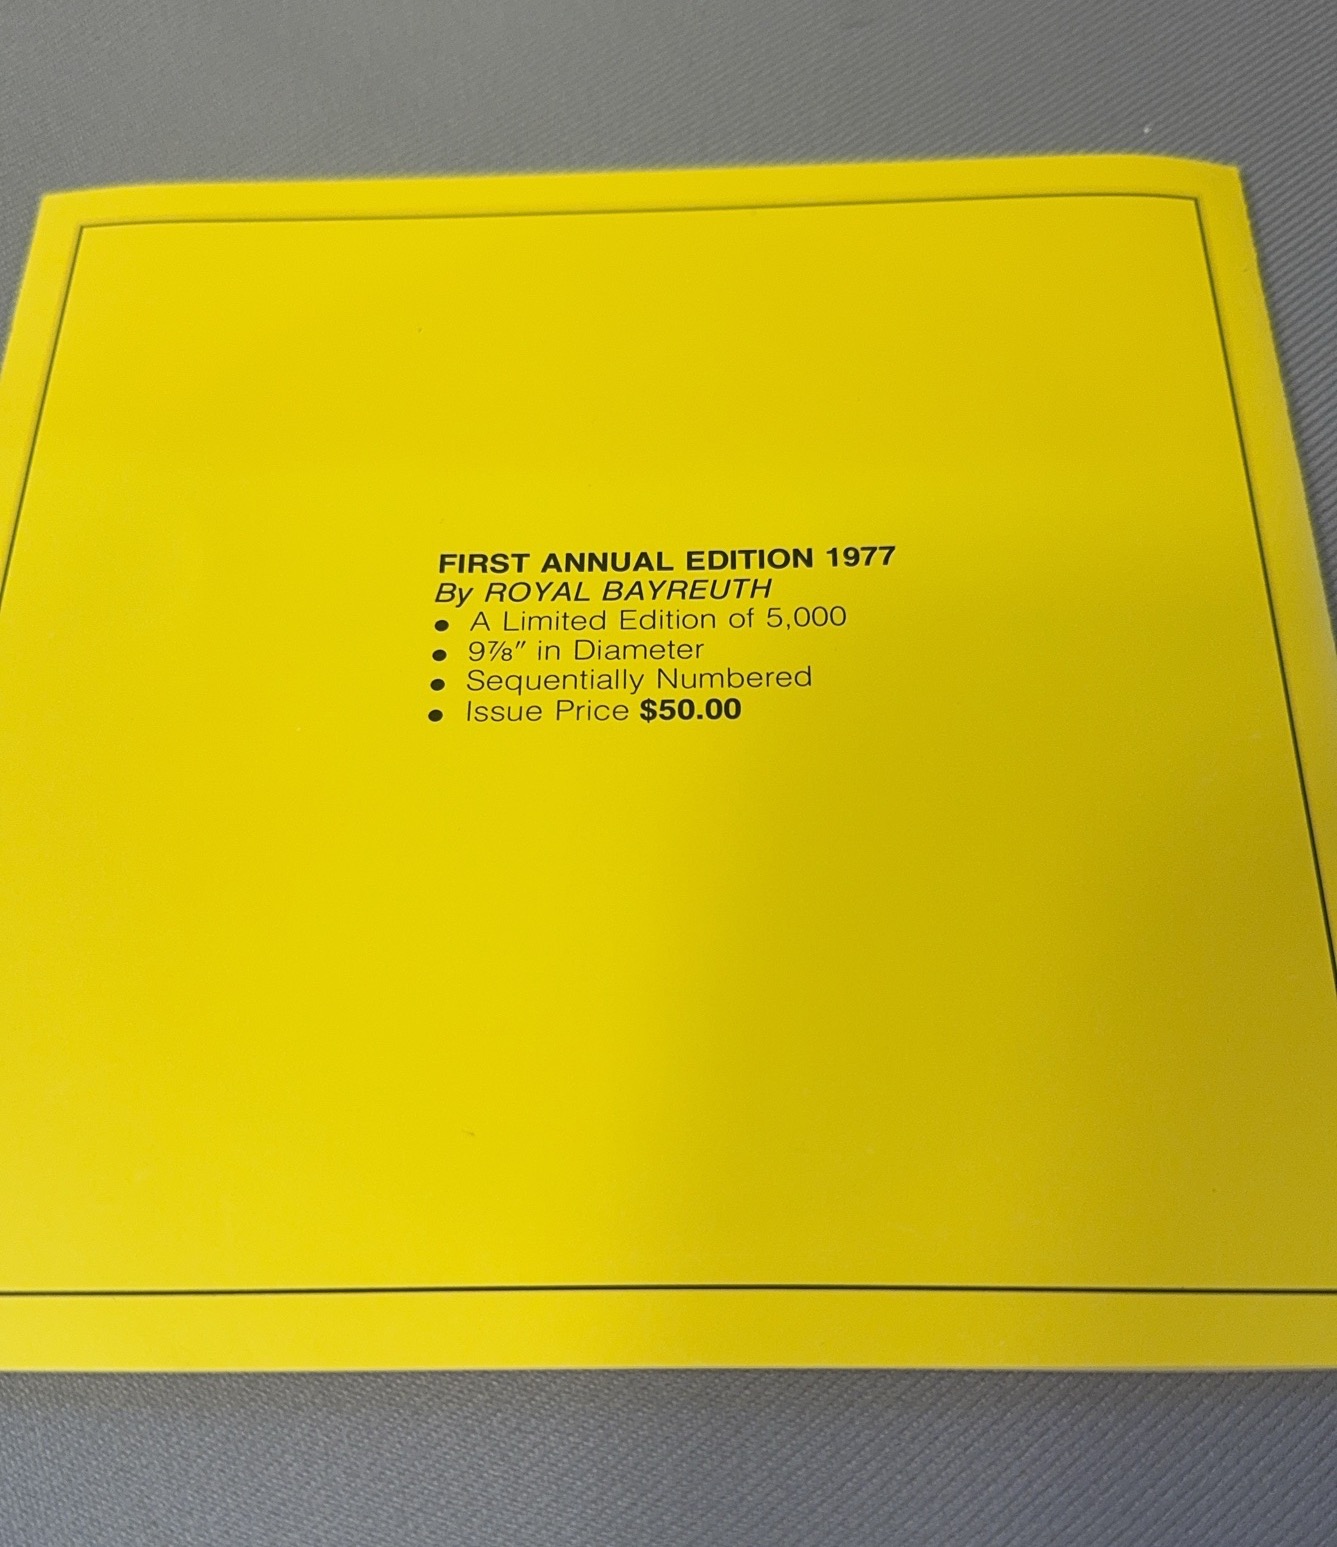 FIRST ANNUAL EDITION 1977
By ROYAL BAYREUTH
● A Limited Edition of 5,000
● 9⅞" in Diameter
● Sequentially Numbered
● Issue Price $50.00